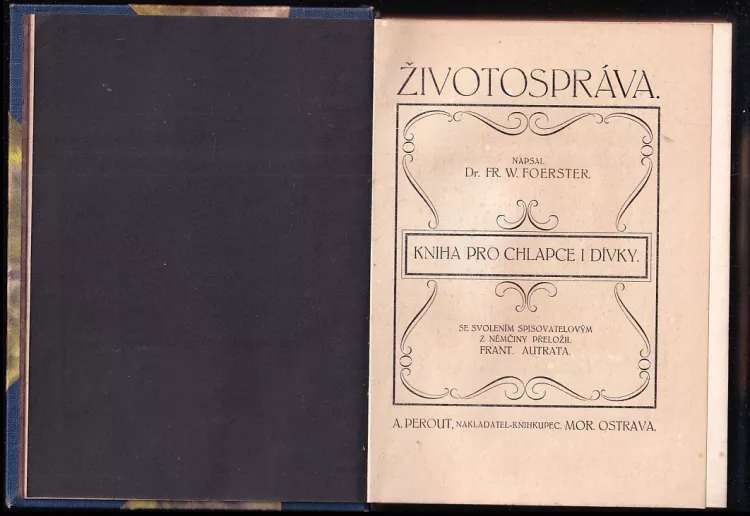 ŽIVOTOSPRÁVA.
NAPSAL
Dr. FR. W. FOERSTER.
KNIHA PRO CHLAPCE I DÍVKY.
SE SVOLENÍM SPISOVATELOVÝM
Z NĚMČINY PŘELOŽIL
FRANT. AUTRATA.
A. PEROUT, NAKLADATEL-KNIHKUPEC, MOR. OSTRAVA.